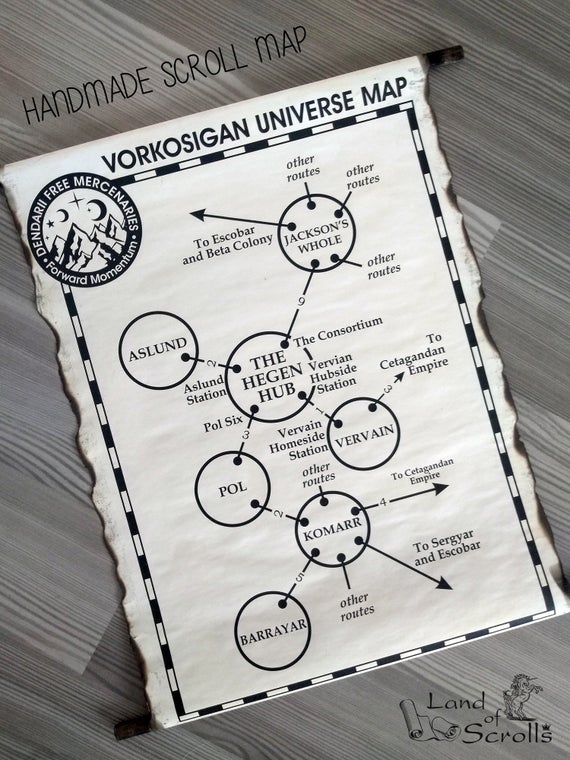 HANDMADE SCROLL MAP
VORKOSIGAN UNIVERSE MAP
DENDARII FREE MERCENARIES
• Forward Momentum •
other
routes
other
routes
To Escobar
and Beta Colony
JACKSON'S
WHOLE
other
routes
9
ASLUND
2
Aslund
Station
The Consortium
THE
HEGEN
HUB
Vervian
Hubside
Station
To
Cetagandan
Empire
3
1
Pol Six
3
Vervain
Homeside
Station
VERVAIN
POL
2
other
routes
KOMARR
4
To Cetagandan
Empire
To Sergyar
and Escobar
5
other
routes
BARRAYAR
Land
of
Scrolls